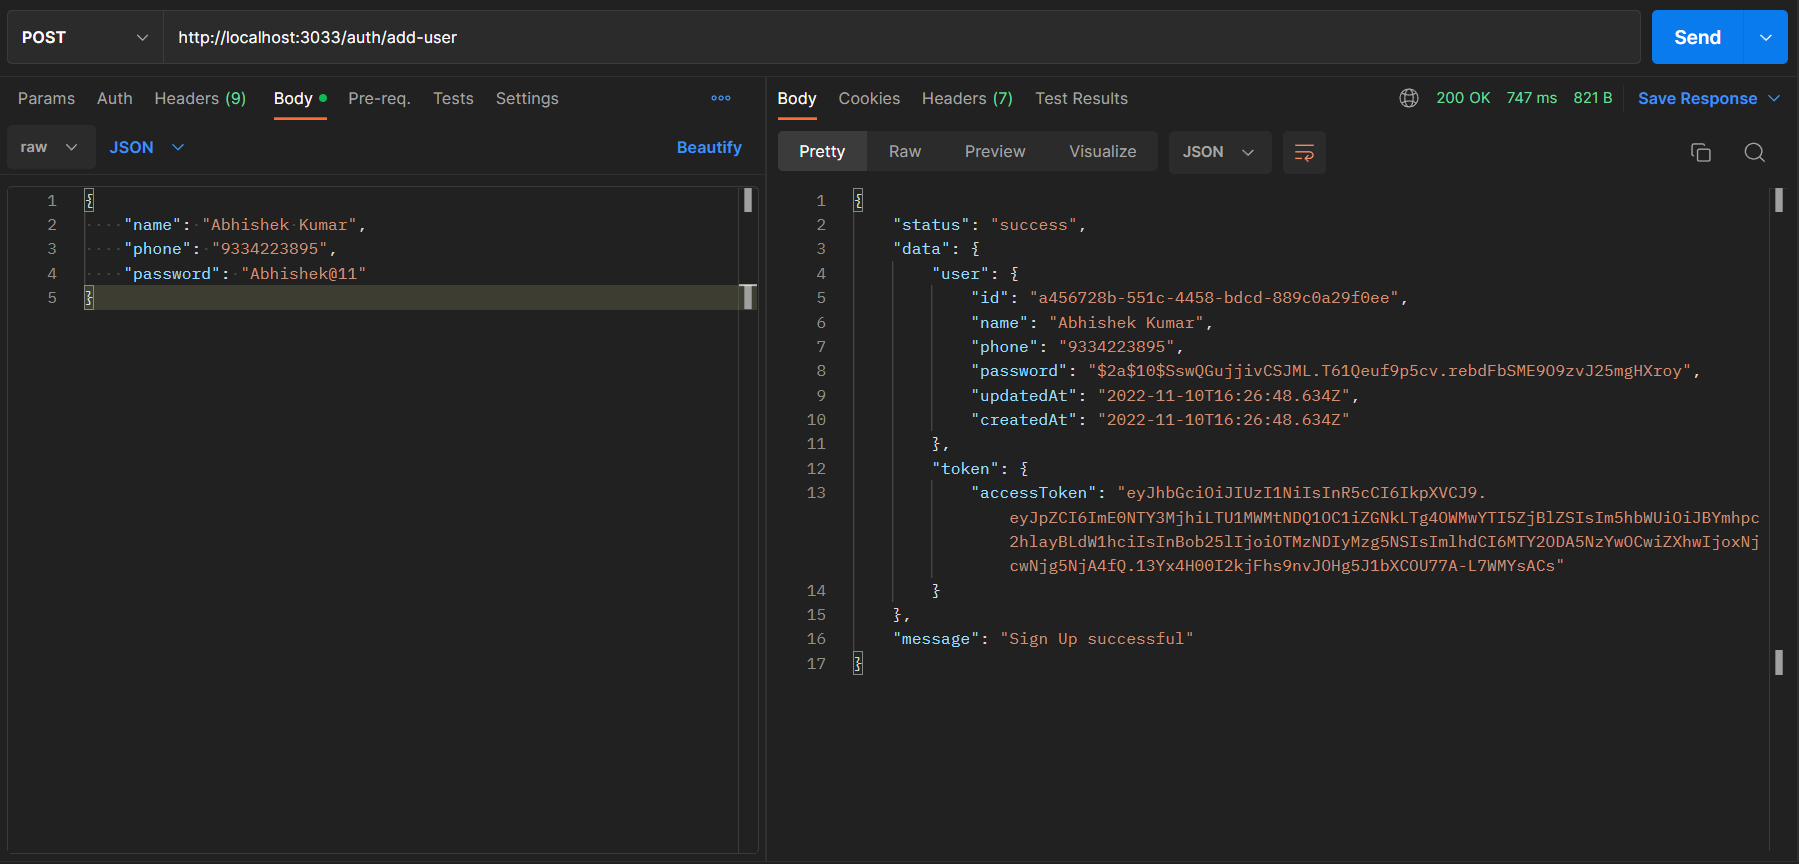 POST http://localhost:3033/auth/add-user Send
Params Auth Headers (9) Body Pre-req. Tests Settings
raw JSON Beautify
1 {
2 "name": "Abhishek Kumar",
3 "phone": "9334223895",
4 "password": "Abhishek@11"
5 }
Body Cookies Headers (7) Test Results 200 OK 747 ms 821 B Save Response
Pretty Raw Preview Visualize JSON
1 {
2 "status": "success",
3 "data": {
4 "user": {
5 "id": "a456728b-551c-4458-bdcd-889c0a29f0ee",
6 "name": "Abhishek Kumar",
7 "phone": "9334223895",
8 "password": "$2a$10$SswQGujjivCSJML.T61Qeuf9p5cv.rebdFbSME9O9zvJ25mgHXroy",
9 "updatedAt": "2022-11-10T16:26:48.634Z",
10 "createdAt": "2022-11-10T16:26:48.634Z"
11 },
12 "token": {
13 "accessToken": "eyJhbGciOiJIUzI1NiIsInR5cCI6IkpXVCJ9.
eyJpZCI6ImE0NTY3MjhiLTU1MWMtNDQ1OC1iZGNkLTg4OWMwYTI5ZjBlZSIsIm5hbWUiOiJBYmhpc
2hlayBLdW1hciIsInBob25lIjoiOTMzNDIyMzg5NSIsImlhdCI6MTY2ODA5NzYwOCwiZXhwIjoxNj
cwNjg5NjA4fQ.13Yx4H00I2kjFhs9nvJOHg5J1bXCOU77A-L7WMYsACs"
14 }
15 },
16 "message": "Sign Up successful"
17 }